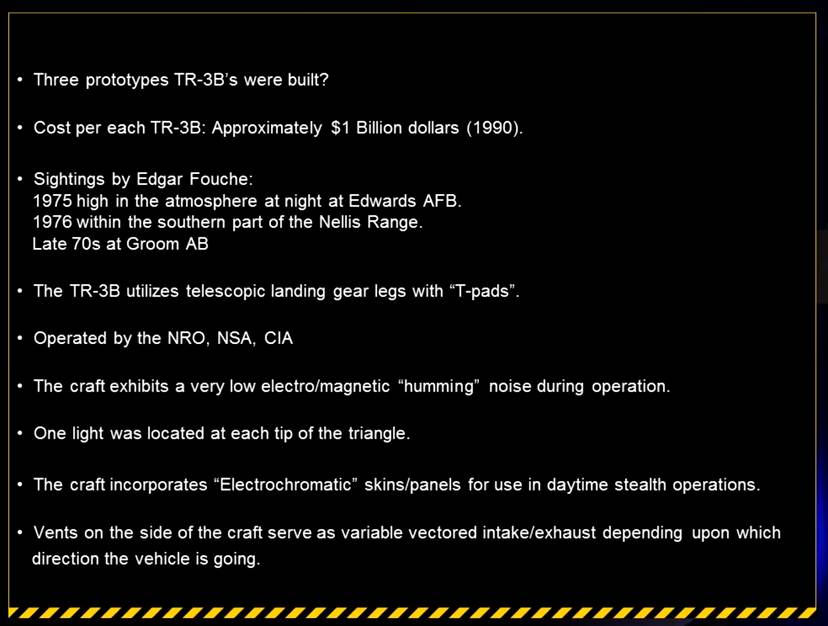 • Three prototypes TR-3B's were built?
• Cost per each TR-3B: Approximately $1 Billion dollars (1990).
• Sightings by Edgar Fouche:
1975 high in the atmosphere at night at Edwards AFB.
1976 within the southern part of the Nellis Range.
Late 70s at Groom AB
• The TR-3B utilizes telescopic landing gear legs with “T-pads”.
• Operated by the NRO, NSA, CIA
• The craft exhibits a very low electro/magnetic “humming” noise during operation.
• One light was located at each tip of the triangle.
• The craft incorporates “Electrochromatic” skins/panels for use in daytime stealth operations.
• Vents on the side of the craft serve as variable vectored intake/exhaust depending upon which
direction the vehicle is going.